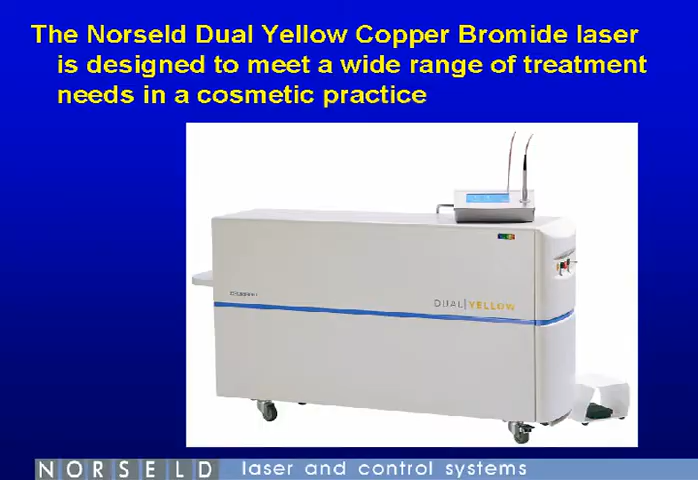 The Norseld Dual Yellow Copper Bromide laser
is designed to meet a wide range of treatment
needs in a cosmetic practice
DUAL|YELLOW
NORSELD laser and control systems